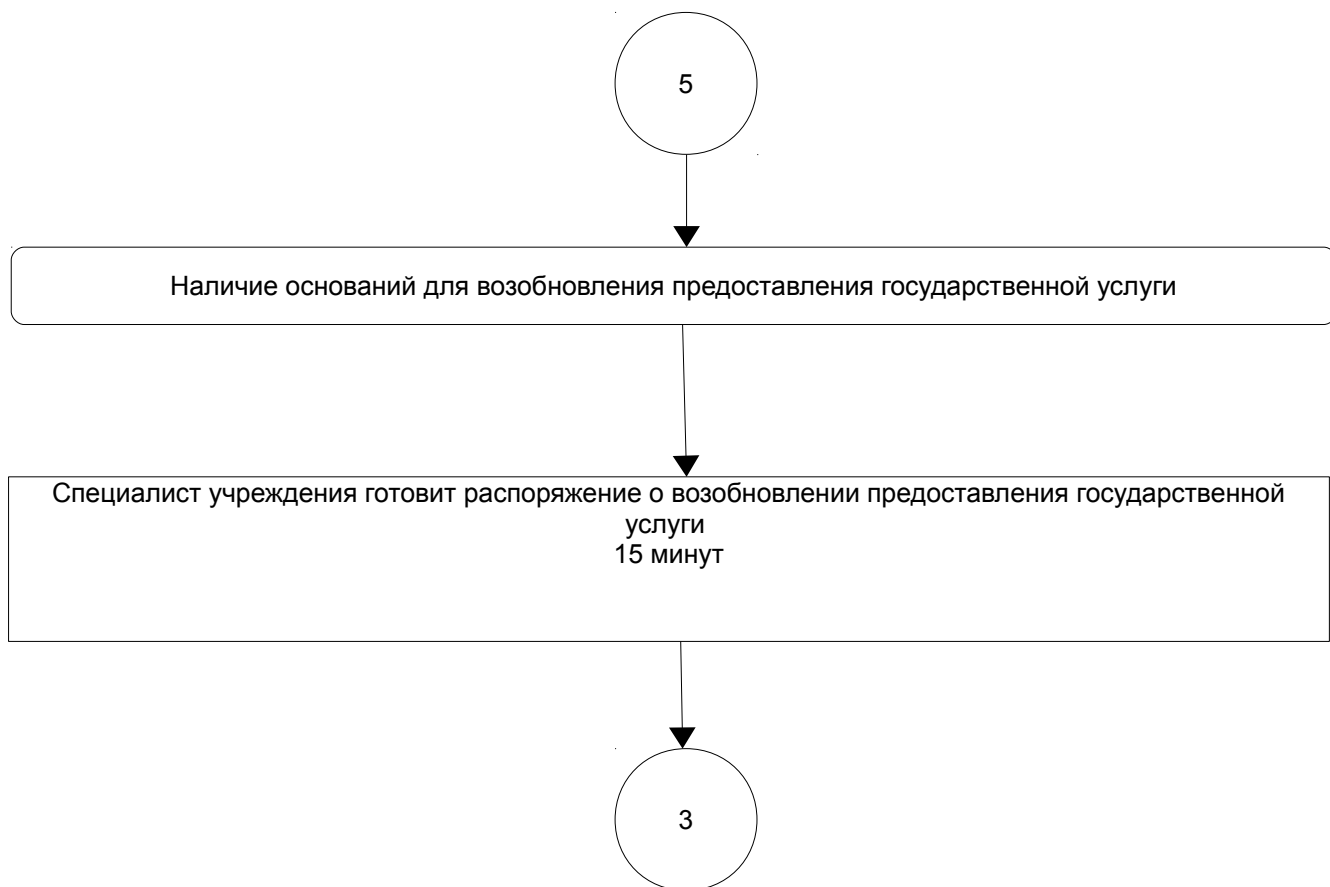 5
Наличие оснований для возобновления предоставления государственной услуги
Специалист учреждения готовит распоряжение о возобновлении предоставления государственной
услуги
15 минут
3